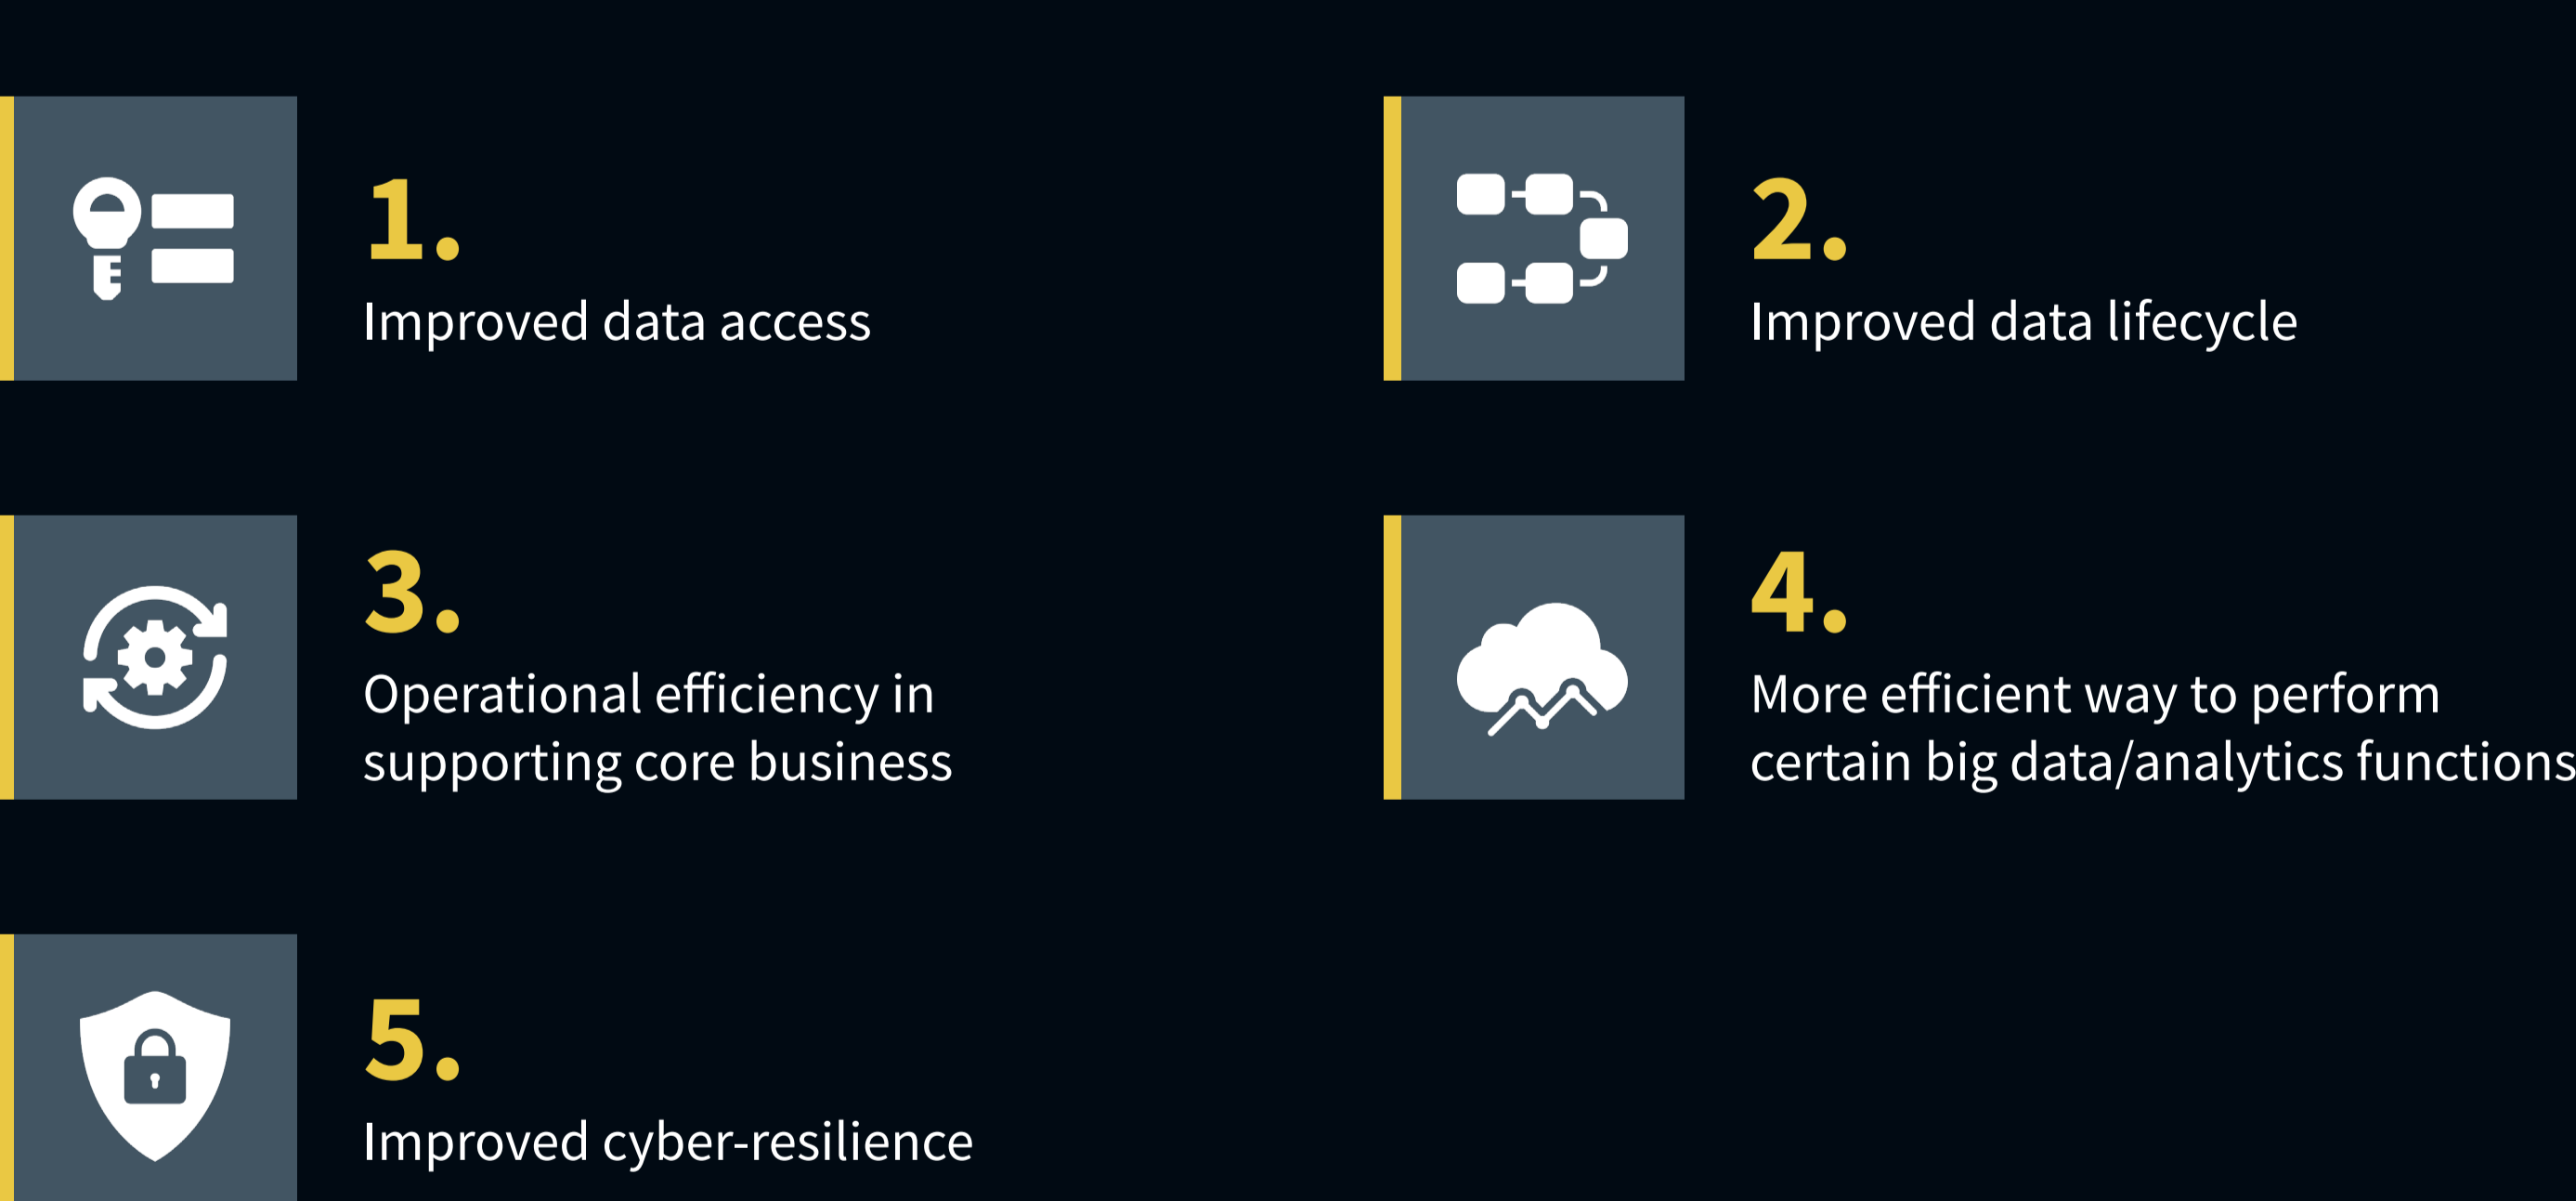 1.
Improved data access
2.
Improved data lifecycle
3.
Operational efficiency in
supporting core business
4.
More efficient way to perform
certain big data/analytics functions
5.
Improved cyber-resilience